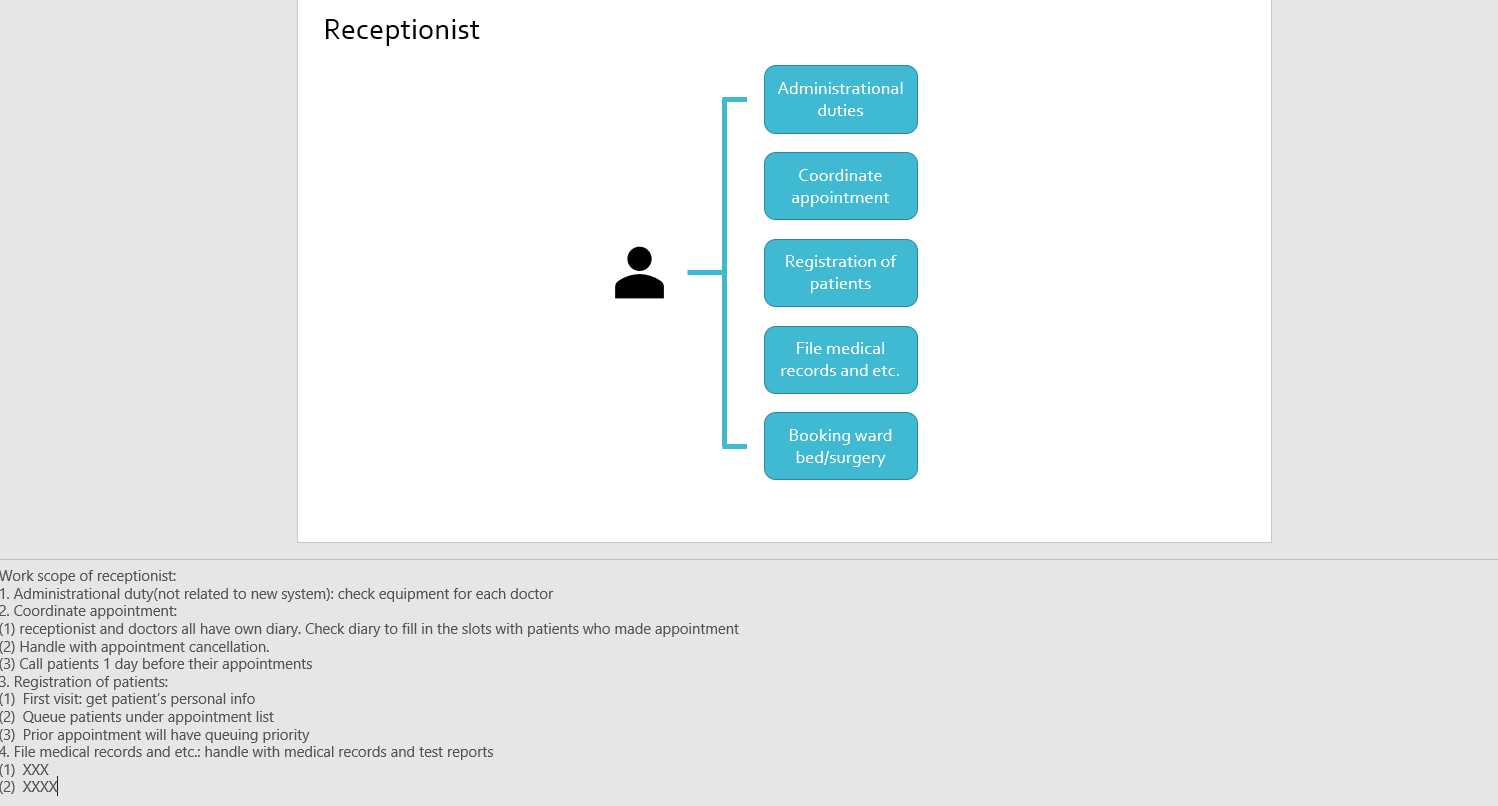 Receptionist
Administrational
duties
Coordinate
appointment
Registration of
patients
File medical
records and etc.
Booking ward
bed/surgery
Work scope of receptionist:
1. Administrational duty(not related to new system): check equipment for each doctor
2. Coordinate appointment:
(1) receptionist and doctors all have own diary. Check diary to fill in the slots with patients who made appointment
(2) Handle with appointment cancellation.
(3) Call patients 1 day before their appointments
3. Registration of patients:
(1) First visit: get patient's personal info
(2) Queue patients under appointment list
(3) Prior appointment will have queuing priority
4. File medical records and etc.: handle with medical records and test reports
(1) XXX
(2) XXXX